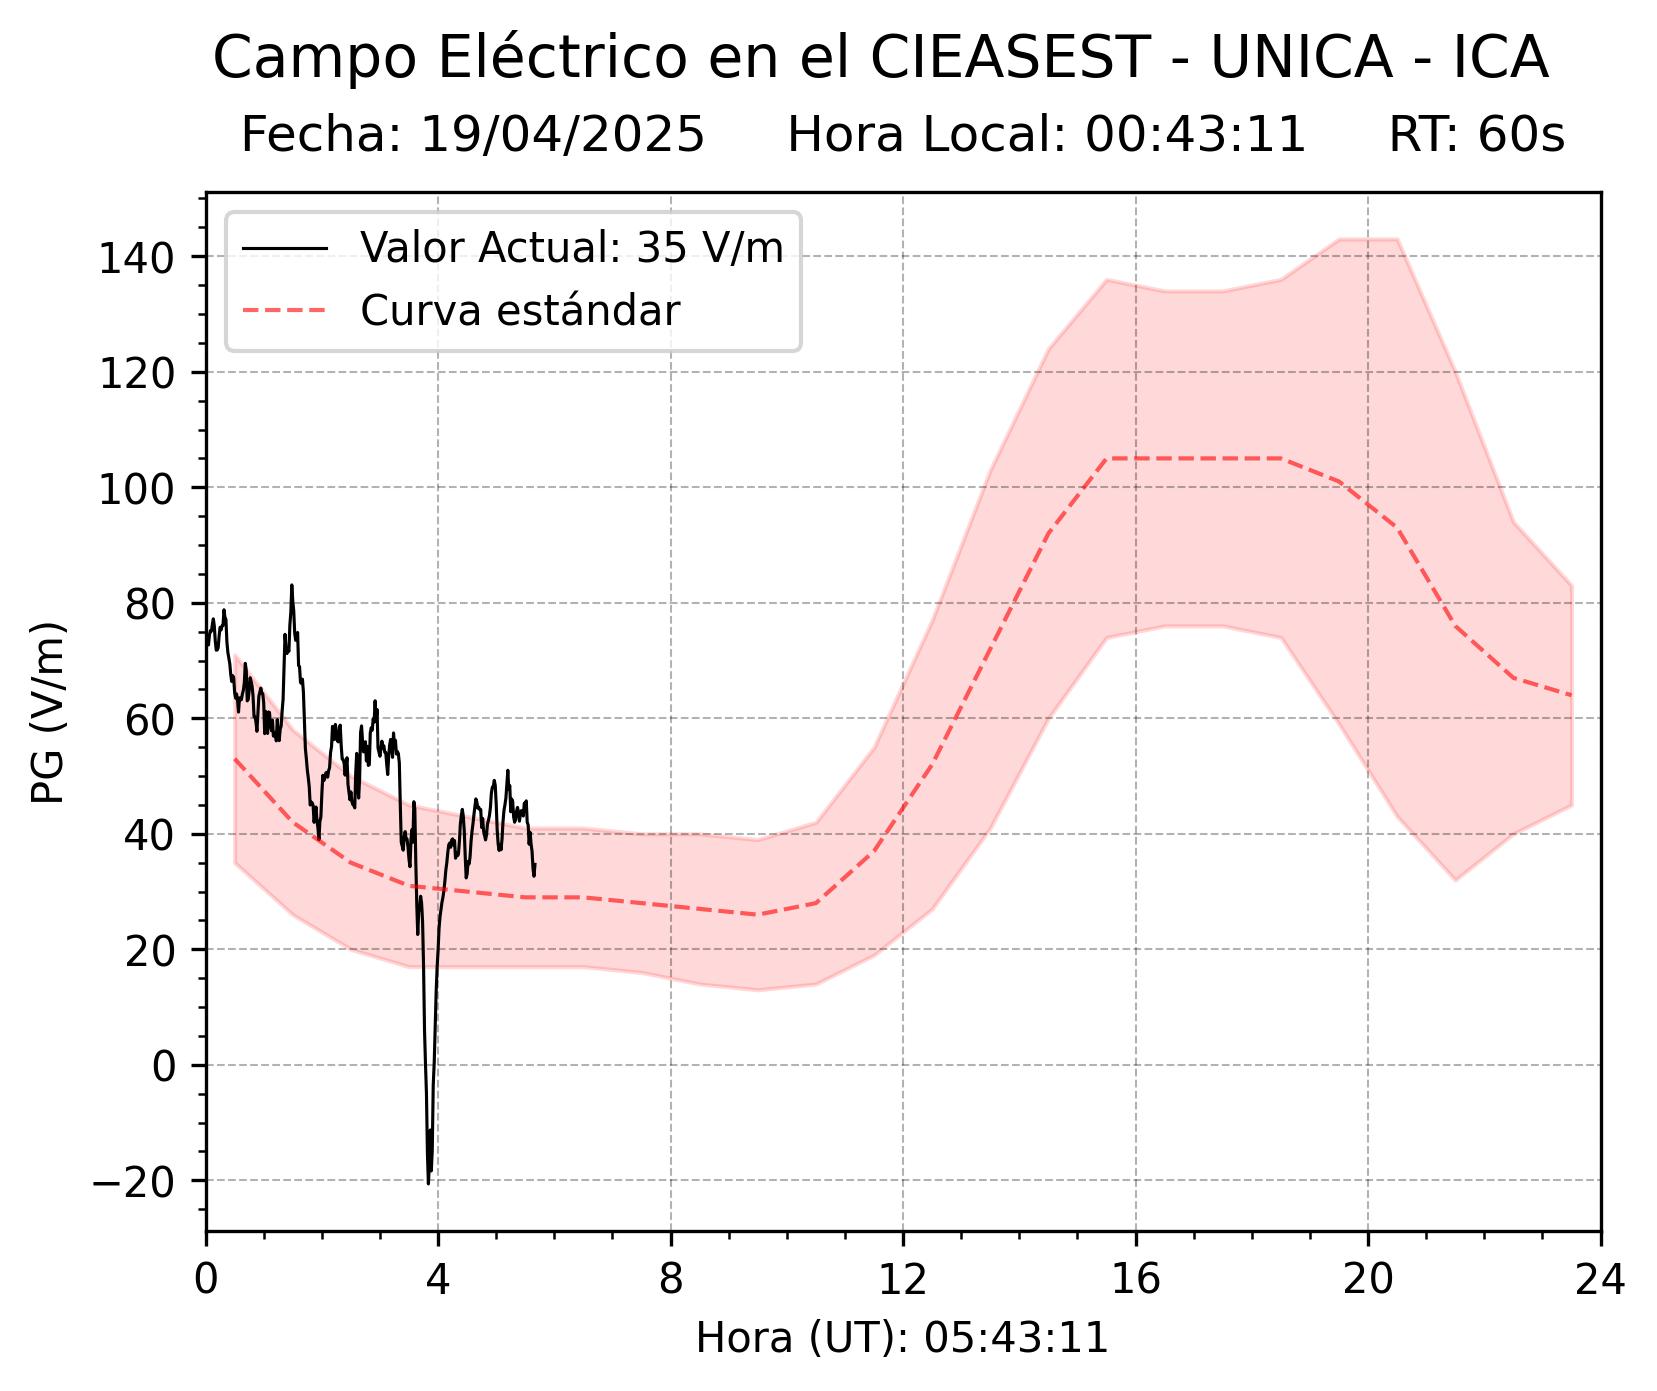 Campo Eléctrico en el CIEASEST - UNICA - ICA
Fecha: 19/04/2025 Hora Local: 00:43:11 RT: 60s
Valor Actual: 35 V/m
Curva estándar
PG (V/m)
140
120
100
80
60
40
20
0
−20
0 4 8 12 16 20 24
Hora (UT): 05:43:11